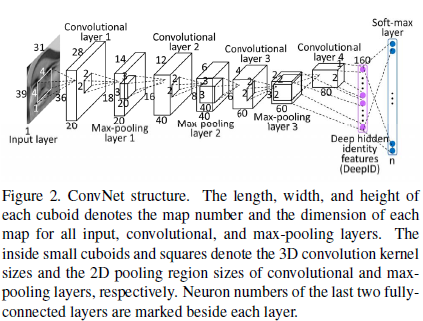 Convolutional
layer 1
Convolutional
layer 2
Convolutional
layer 3
Convolutional
layer 4
Soft-max
layer
31
39
4
4
1
Input layer
28
36
20
2
2
14
18
3
3
20
20
Max-pooling
layer 1
12
16
40
2
2
6
8
3
3
40
40
Max pooling
layer 2
4
6
60
2
2
2
3
2
2
60
60
Max-pooling
layer 3
1
2
80
160
Deep hidden
identity
features
(DeepID)
n
Figure 2. ConvNet structure. The length, width, and height of
each cuboid denotes the map number and the dimension of each
map for all input, convolutional, and max-pooling layers. The
inside small cuboids and squares denote the 3D convolution kernel
sizes and the 2D pooling region sizes of convolutional and max-
pooling layers, respectively. Neuron numbers of the last two fully-
connected layers are marked beside each layer.